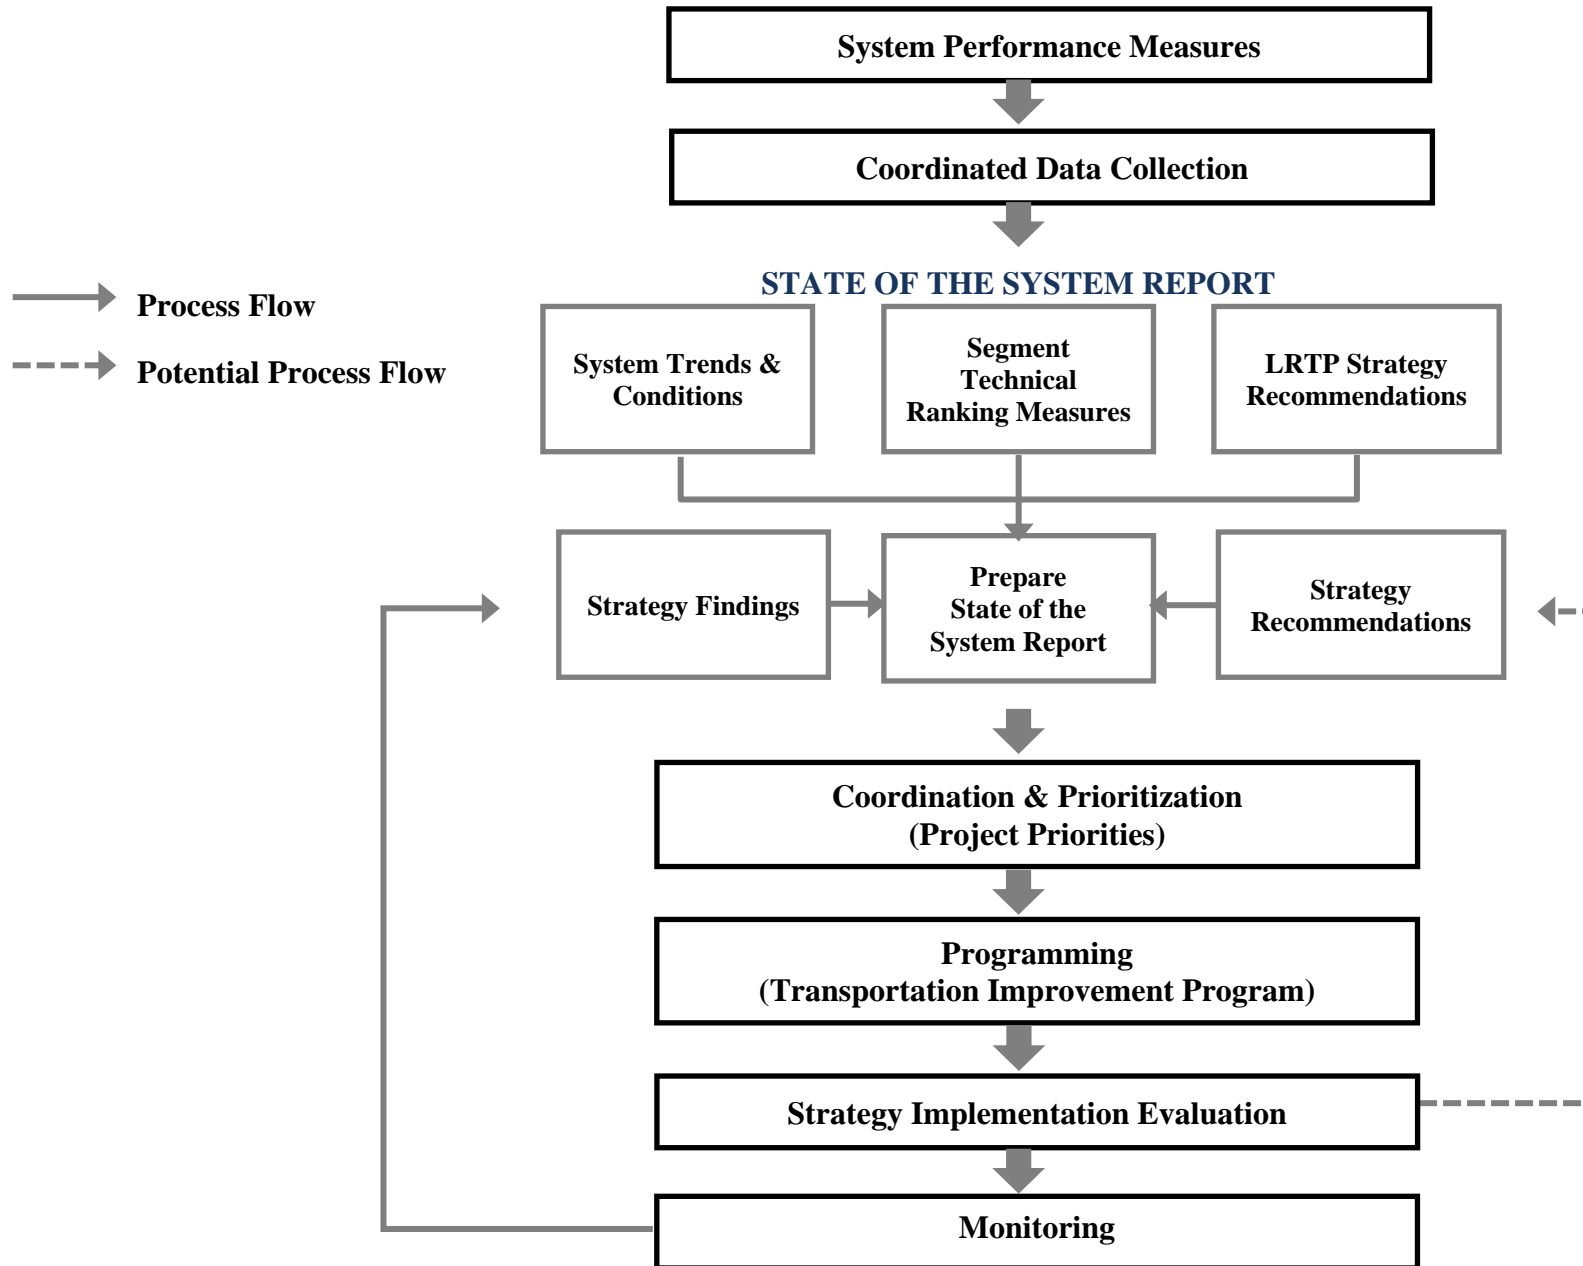 System Performance Measures
Coordinated Data Collection
STATE OF THE SYSTEM REPORT
Process Flow
Potential Process Flow
System Trends &
Conditions
Segment
Technical
Ranking Measures
LRTP Strategy
Recommendations
Strategy Findings
Prepare
State of the
System Report
Strategy
Recommendations
Coordination & Prioritization
(Project Priorities)
Programming
(Transportation Improvement Program)
Strategy Implementation Evaluation
Monitoring